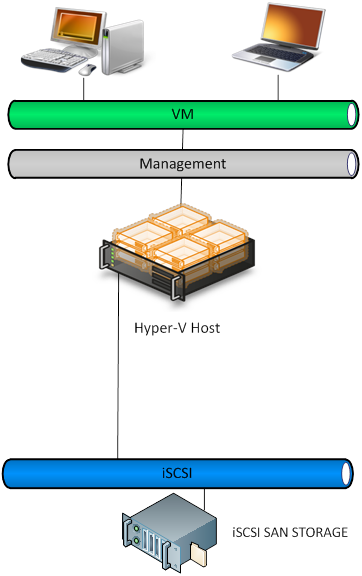 VM
Management
Hyper-V Host
iSCSI
iSCSI SAN STORAGE